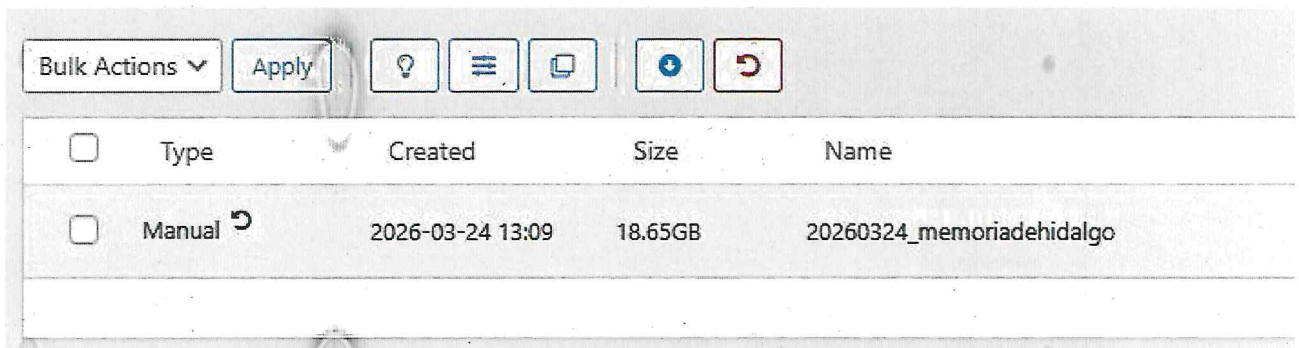 Bulk Actions Apply
Type Created Size Name
Manual 2026-03-24 13:09 18.65GB 20260324_memoriadehidalgo